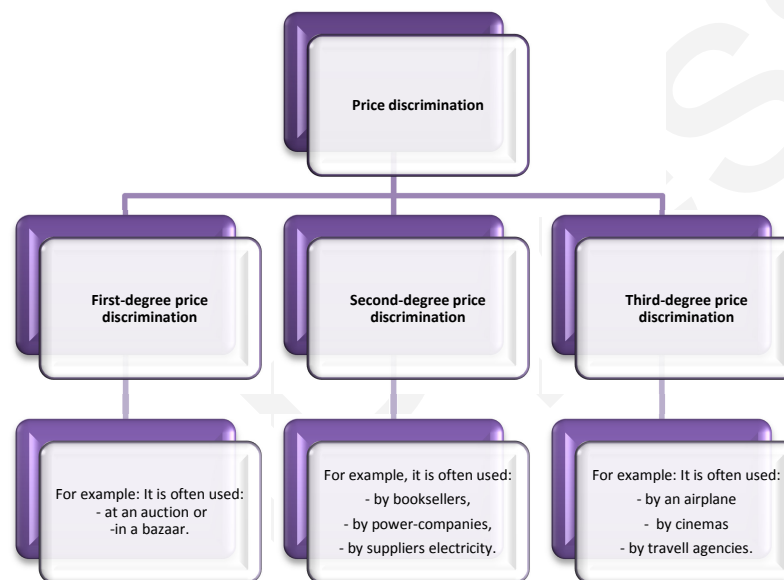 Price discrimination
First-degree price
discrimination
Second-degree price
discrimination
Third-degree price
discrimination
For example: It is often used:
- at an auction or
-in a bazaar.
For example, it is often used:
- by booksellers,
- by power-companies,
- by suppliers electricity.
For example: It is often used:
- by an airplane
- by cinemas
- by travell agencies.